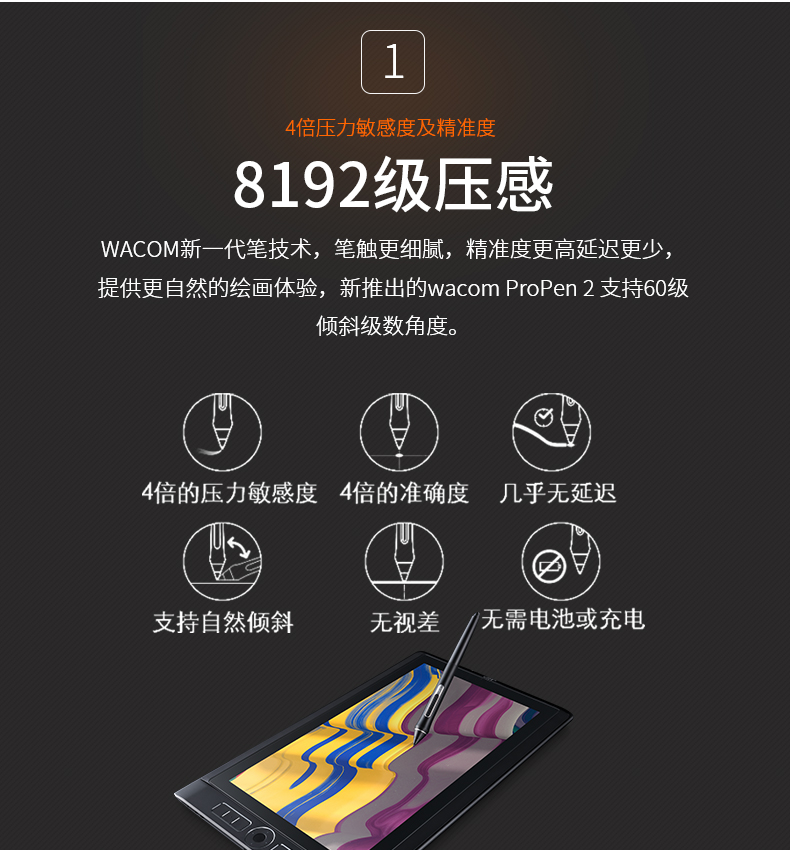 1
4倍压力敏感度及精准度
8192级压感
WACOM新一代笔技术，笔触更细腻，精准度更高延迟更少，
提供更自然的绘画体验，新推出的wacom ProPen 2 支持60级
倾斜级数角度。
4倍的压力敏感度 4倍的准确度 几乎无延迟
支持自然倾斜 无视差 无需电池或充电